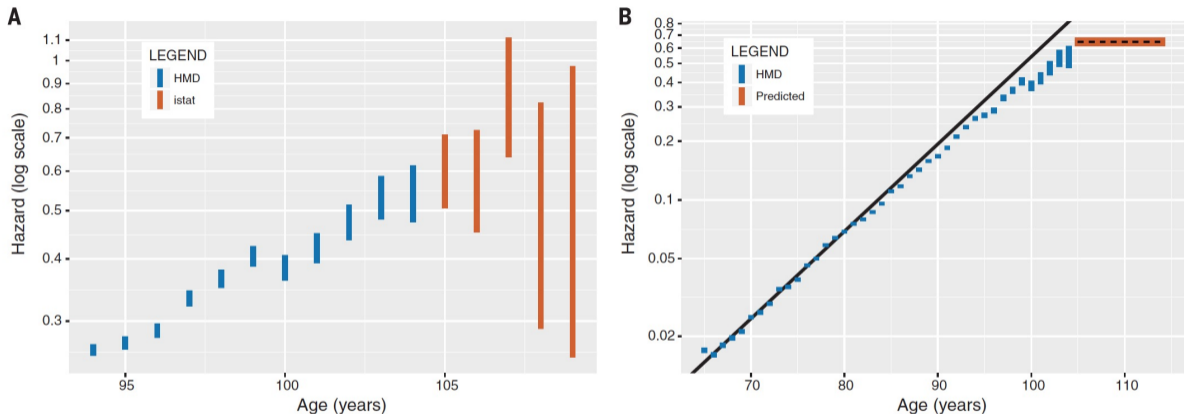 A
Hazard (log scale)
1.1
1
0.9
0.8
0.7
0.6
0.5
0.4
0.3
LEGEND
HMD
istat
95
100
105
Age (years)
B
Hazard (log scale)
0.8
0.7
0.6
0.5
0.4
0.3
0.2
0.1
0.05
0.02
LEGEND
HMD
Predicted
70
80
90
100
110
Age (years)